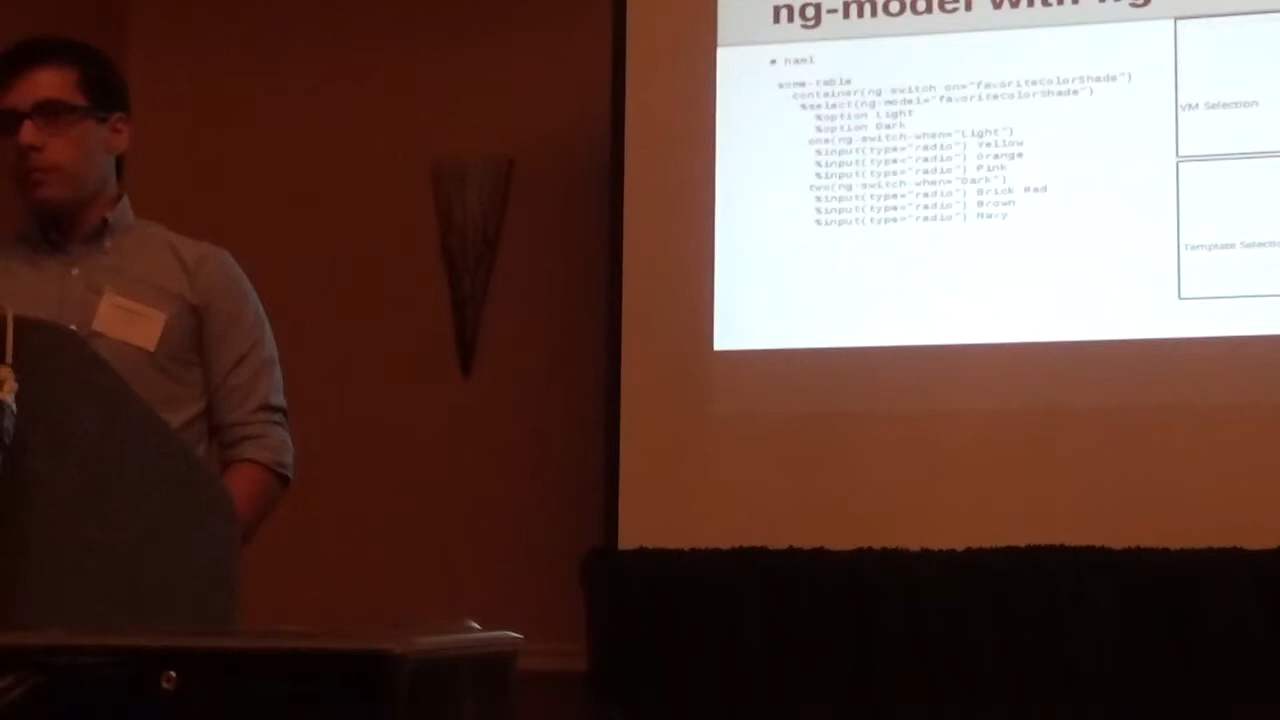 ng-model with ng
# haml
some-table
container(ng-switch on="favoriteColorShade")
%select(ng-model="favoriteColorShade")
%option Light
%option Dark
one(ng-switch-when="Light")
%input(type="radio") Yellow
%input(type="radio") Orange
%input(type="radio") Pink
two(ng-switch-when="Dark")
%input(type="radio") Brick Red
%input(type="radio") Brown
%input(type="radio") Navy
VM Selection
Template Selectio